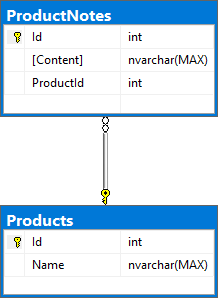 ProductNotes
Id int
[Content] nvarchar(MAX)
ProductId int
Products
Id int
Name nvarchar(MAX)